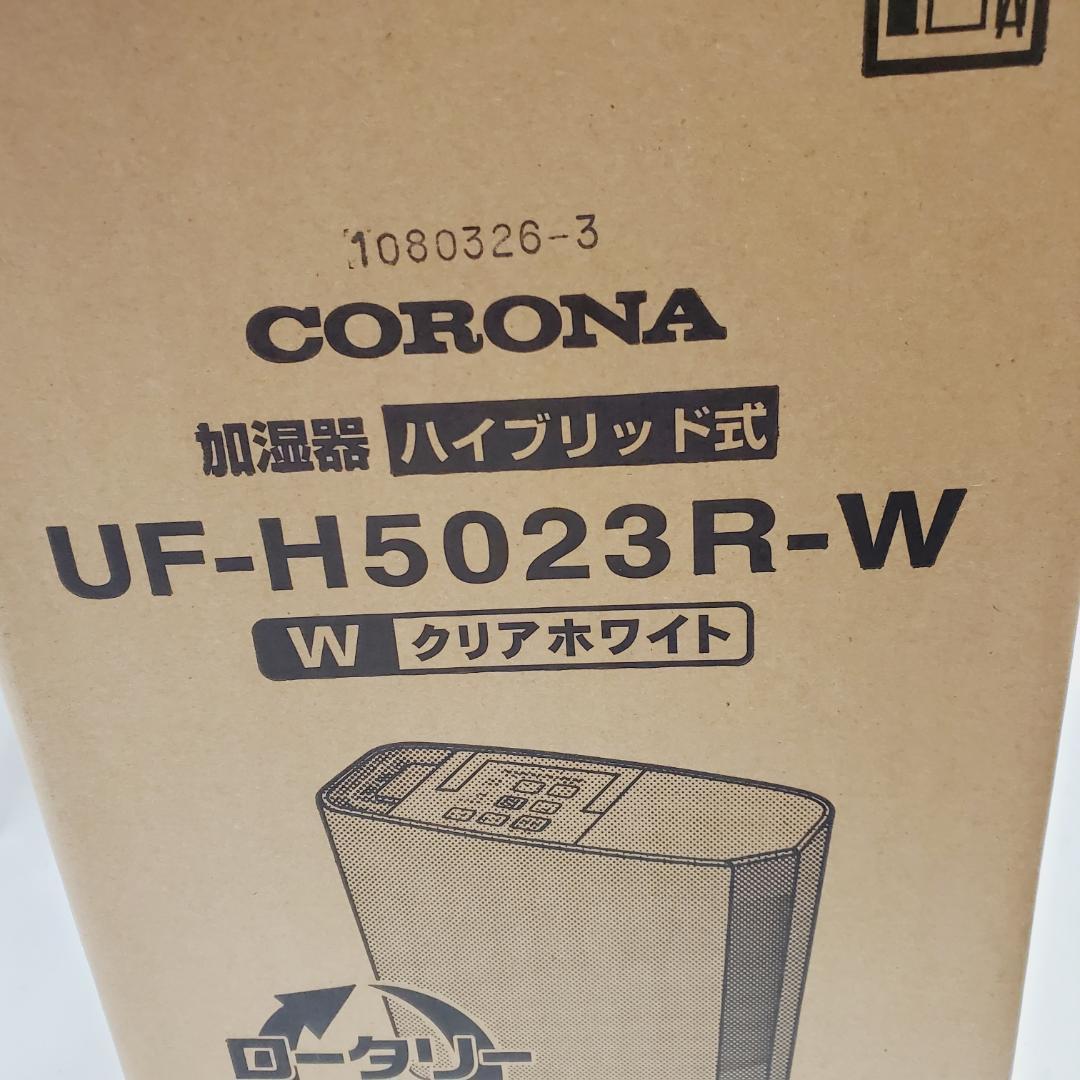 1080326-3
CORONA
加湿器 ハイブリッド式
UF-H5023R-W
W クリアホワイト
ロータリー